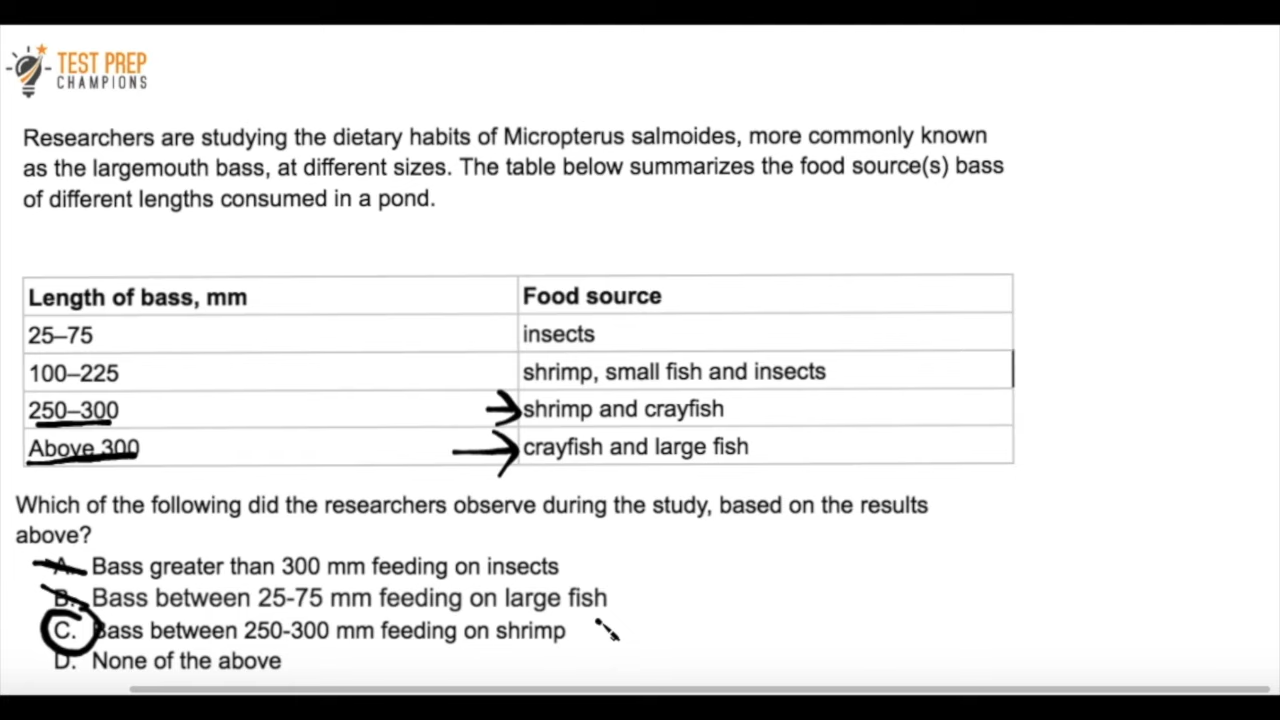 TEST PREP
CHAMPIONS
Researchers are studying the dietary habits of Micropterus salmoides, more commonly known
as the largemouth bass, at different sizes. The table below summarizes the food source(s) bass
of different lengths consumed in a pond.
Length of bass, mm Food source
25–75 insects
100–225 shrimp, small fish and insects
250–300 shrimp and crayfish
Above 300 crayfish and large fish
Which of the following did the researchers observe during the study, based on the results
above?
A. Bass greater than 300 mm feeding on insects
B. Bass between 25-75 mm feeding on large fish
C. Bass between 250-300 mm feeding on shrimp
D. None of the above